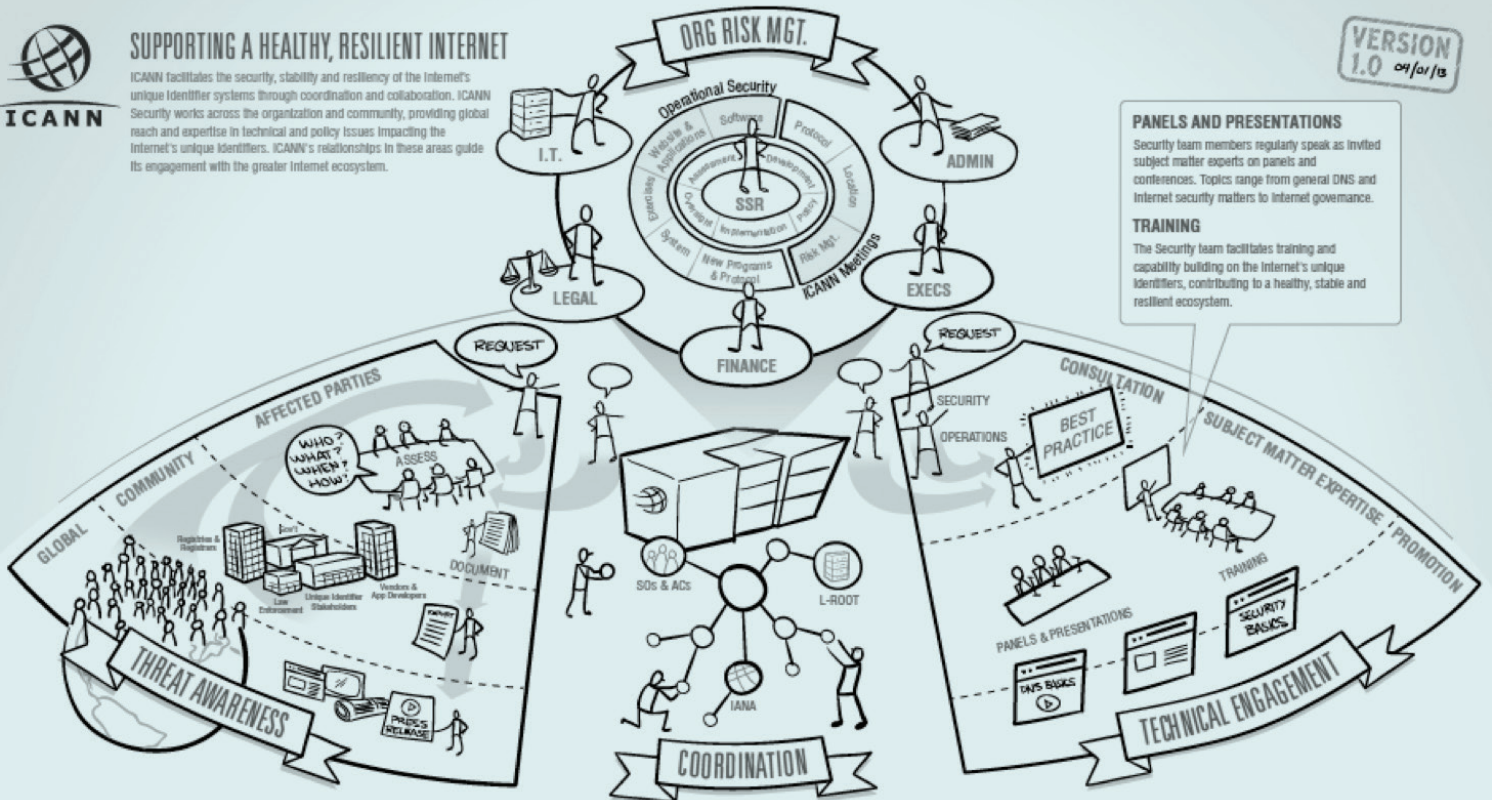 ICANN
SUPPORTING A HEALTHY, RESILIENT INTERNET
ICANN facilitates the security, stability and resiliency of the Internet's
unique identifier systems through coordination and collaboration. ICANN
Security works across the organization and community, providing global
reach and expertise in technical and policy issues impacting the
Internet's unique identifiers. ICANN's relationships in these areas guide
its engagement with the greater Internet ecosystem.
ORG RISK MGT.
VERSION
1.0 04/01/13
I.T.
ADMIN
LEGAL
EXECS
FINANCE
Operational Security
ICANN Meetings
Website &
Applications
Software
Protocol
Location
Risk Mgt.
New Programs
& Protocol
System
Exercises
Assessment
Development
Policy
Implementation
Oversight
SSR
PANELS AND PRESENTATIONS
Security team members regularly speak as invited
subject matter experts on panels and
conferences. Topics range from general DNS and
Internet security matters to Internet governance.
TRAINING
The Security team facilitates training and
capability building on the Internet's unique
identifiers, contributing to a healthy, stable and
resilient ecosystem.
REQUEST
REQUEST
AFFECTED PARTIES
COMMUNITY
GLOBAL
WHO?
WHAT?
WHEN?
HOW?
ASSESS
Registries &
Registrars
Gov't
Law
Enforcement
Unique Identifier
Stakeholders
Vendors &
App Developers
DOCUMENT
REPORT
PRESS
RELEASE
THREAT AWARENESS
SOs & ACs
L-ROOT
IANA
COORDINATION
SECURITY
OPERATIONS
CONSULTATION
BEST
PRACTICE
SUBJECT MATTER EXPERTISE
PROMOTION
TRAINING
PANELS & PRESENTATIONS
DNS BASICS
SECURITY
BASICS
TECHNICAL ENGAGEMENT